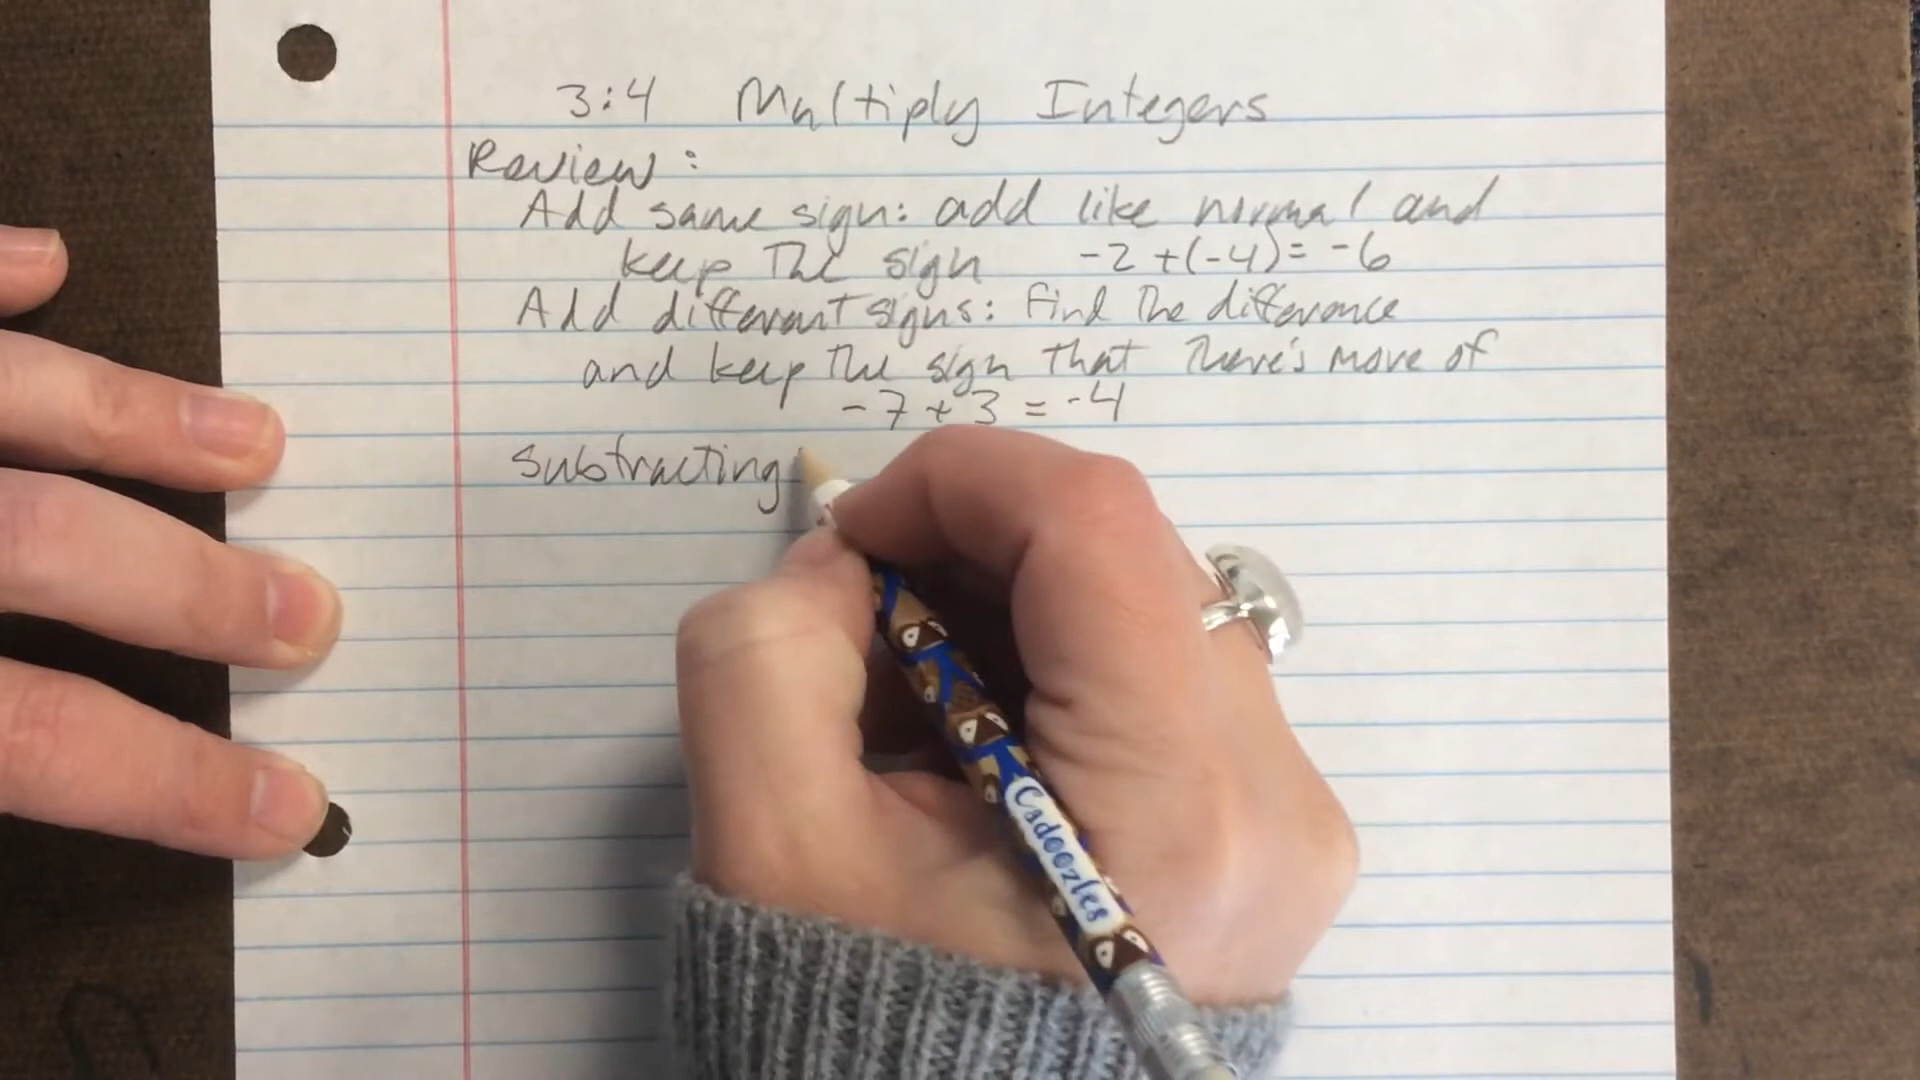 3:4 Multiply Integers
Review:
Add same sign: add like normal and
keep the sign -2 + (-4) = -6
Add different signs: Find the difference
and keep the sign that there's more of
-7 + 3 = -4
subtracting:
Cadoozles